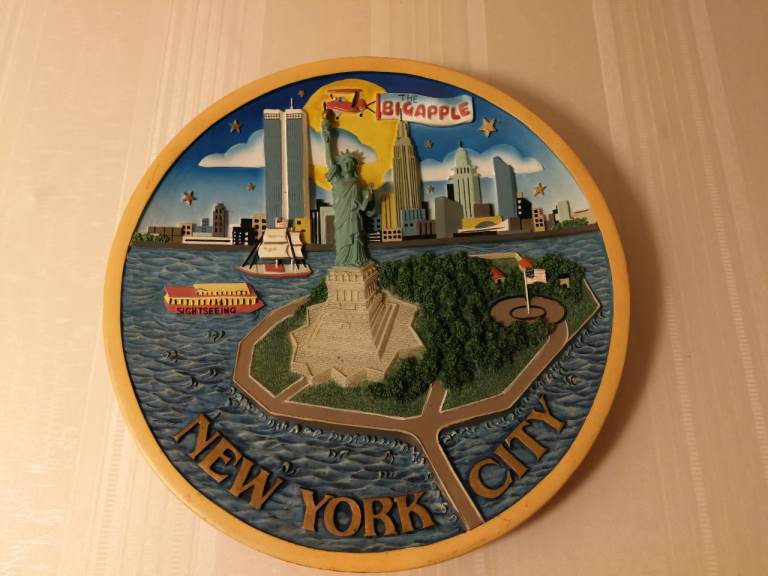 THE
BIG APPLE
SIGHTSEEING
NEW YORK CITY